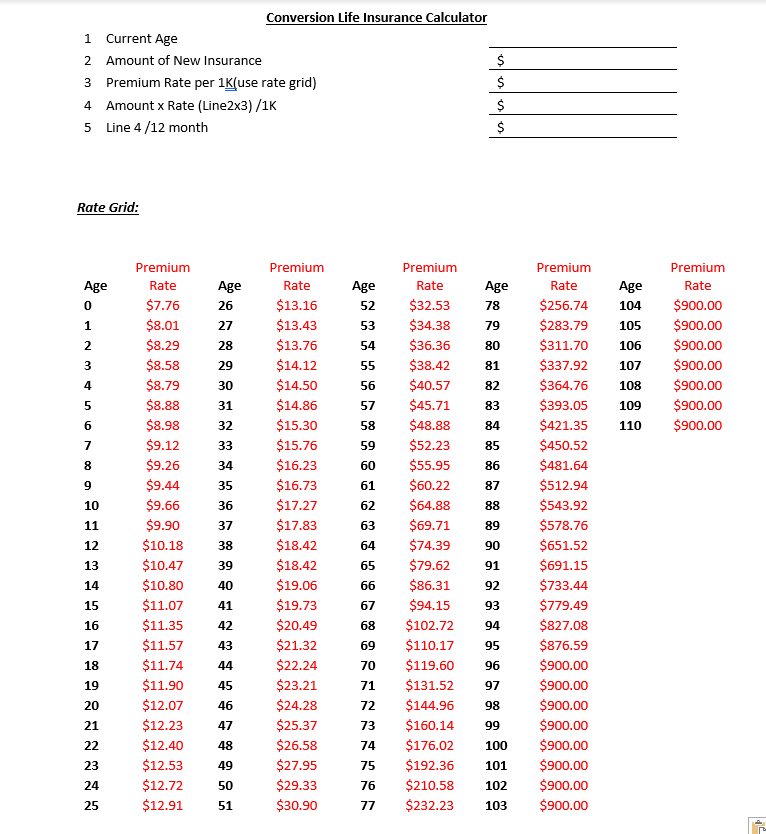 Conversion Life Insurance Calculator
1 Current Age
2 Amount of New Insurance $
3 Premium Rate per 1K(use rate grid) $
4 Amount x Rate (Line2x3) /1K $
5 Line 4 /12 month $
Rate Grid:
Premium Premium Premium Premium Premium
Age Rate Age Rate Age Rate Age Rate Age Rate
0 $7.76 26 $13.16 52 $32.53 78 $256.74 104 $900.00
1 $8.01 27 $13.43 53 $34.38 79 $283.79 105 $900.00
2 $8.29 28 $13.76 54 $36.36 80 $311.70 106 $900.00
3 $8.58 29 $14.12 55 $38.42 81 $337.92 107 $900.00
4 $8.79 30 $14.50 56 $40.57 82 $364.76 108 $900.00
5 $8.88 31 $14.86 57 $45.71 83 $393.05 109 $900.00
6 $8.98 32 $15.30 58 $48.88 84 $421.35 110 $900.00
7 $9.12 33 $15.76 59 $52.23 85 $450.52
8 $9.26 34 $16.23 60 $55.95 86 $481.64
9 $9.44 35 $16.73 61 $60.22 87 $512.94
10 $9.66 36 $17.27 62 $64.88 88 $543.92
11 $9.90 37 $17.83 63 $69.71 89 $578.76
12 $10.18 38 $18.42 64 $74.39 90 $651.52
13 $10.47 39 $18.42 65 $79.62 91 $691.15
14 $10.80 40 $19.06 66 $86.31 92 $733.44
15 $11.07 41 $19.73 67 $94.15 93 $779.49
16 $11.35 42 $20.49 68 $102.72 94 $827.08
17 $11.57 43 $21.32 69 $110.17 95 $876.59
18 $11.74 44 $22.24 70 $119.60 96 $900.00
19 $11.90 45 $23.21 71 $131.52 97 $900.00
20 $12.07 46 $24.28 72 $144.96 98 $900.00
21 $12.23 47 $25.37 73 $160.14 99 $900.00
22 $12.40 48 $26.58 74 $176.02 100 $900.00
23 $12.53 49 $27.95 75 $192.36 101 $900.00
24 $12.72 50 $29.33 76 $210.58 102 $900.00
25 $12.91 51 $30.90 77 $232.23 103 $900.00